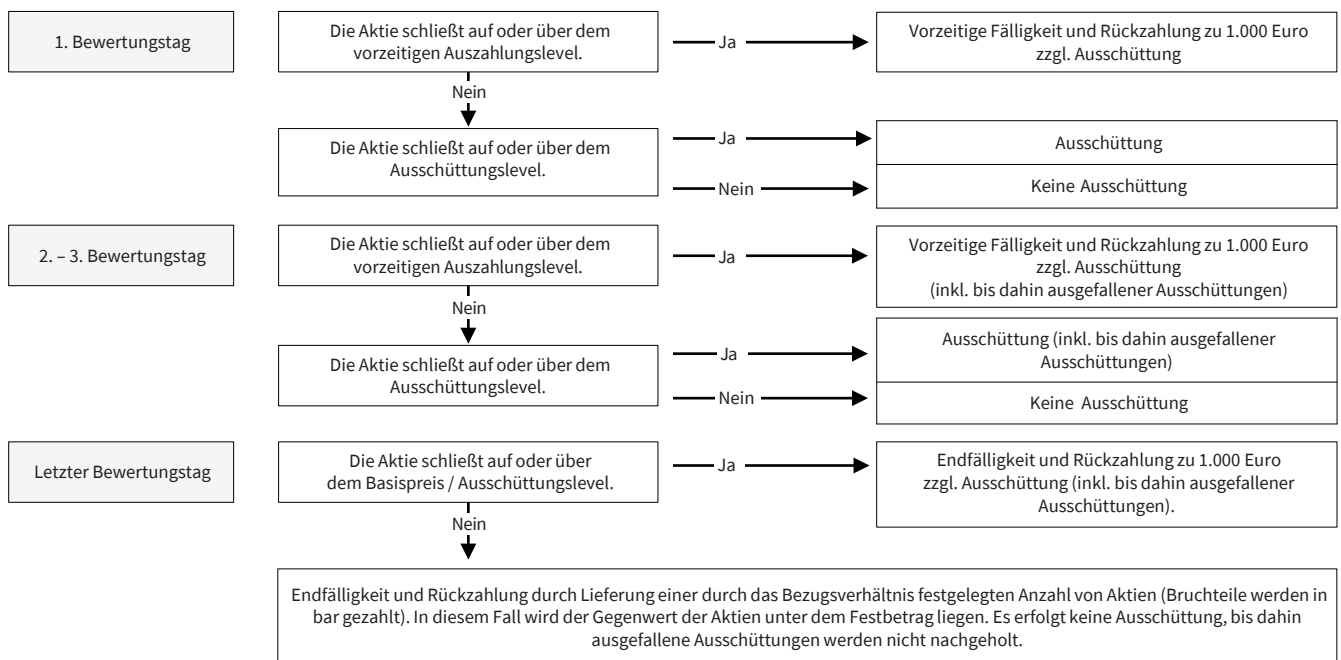 1. Bewertungstag
Die Aktie schließt auf oder über dem
vorzeitigen Auszahlungslevel.
Ja
Vorzeitige Fälligkeit und Rückzahlung zu 1.000 Euro
zzgl. Ausschüttung
Nein
Die Aktie schließt auf oder über dem
Ausschüttungslevel.
Ja
Ausschüttung
Nein
Keine Ausschüttung
2. – 3. Bewertungstag
Die Aktie schließt auf oder über dem
vorzeitigen Auszahlungslevel.
Ja
Vorzeitige Fälligkeit und Rückzahlung zu 1.000 Euro
zzgl. Ausschüttung
(inkl. bis dahin ausgefallener Ausschüttungen)
Nein
Die Aktie schließt auf oder über dem
Ausschüttungslevel.
Ja
Ausschüttung (inkl. bis dahin ausgefallener
Ausschüttungen)
Nein
Keine Ausschüttung
Letzter Bewertungstag
Die Aktie schließt auf oder über
dem Basispreis / Ausschüttungslevel.
Ja
Endfälligkeit und Rückzahlung zu 1.000 Euro
zzgl. Ausschüttung (inkl. bis dahin ausgefallener
Ausschüttungen).
Nein
Endfälligkeit und Rückzahlung durch Lieferung einer durch das Bezugsverhältnis festgelegten Anzahl von Aktien (Bruchteile werden in
bar gezahlt). In diesem Fall wird der Gegenwert der Aktien unter dem Festbetrag liegen. Es erfolgt keine Ausschüttung, bis dahin
ausgefallene Ausschüttungen werden nicht nachgeholt.